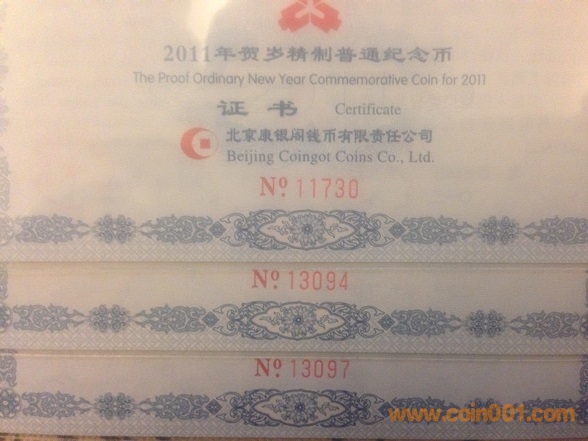 2011年贺岁精制普通纪念币
The Proof Ordinary New Year Commemorative Coin for 2011
证书 Certificate
北京康银阁钱币有限责任公司
Beijing Coingot Coins Co., Ltd.
Nº 11730
Nº 13094
Nº 13097
www.coin001.com